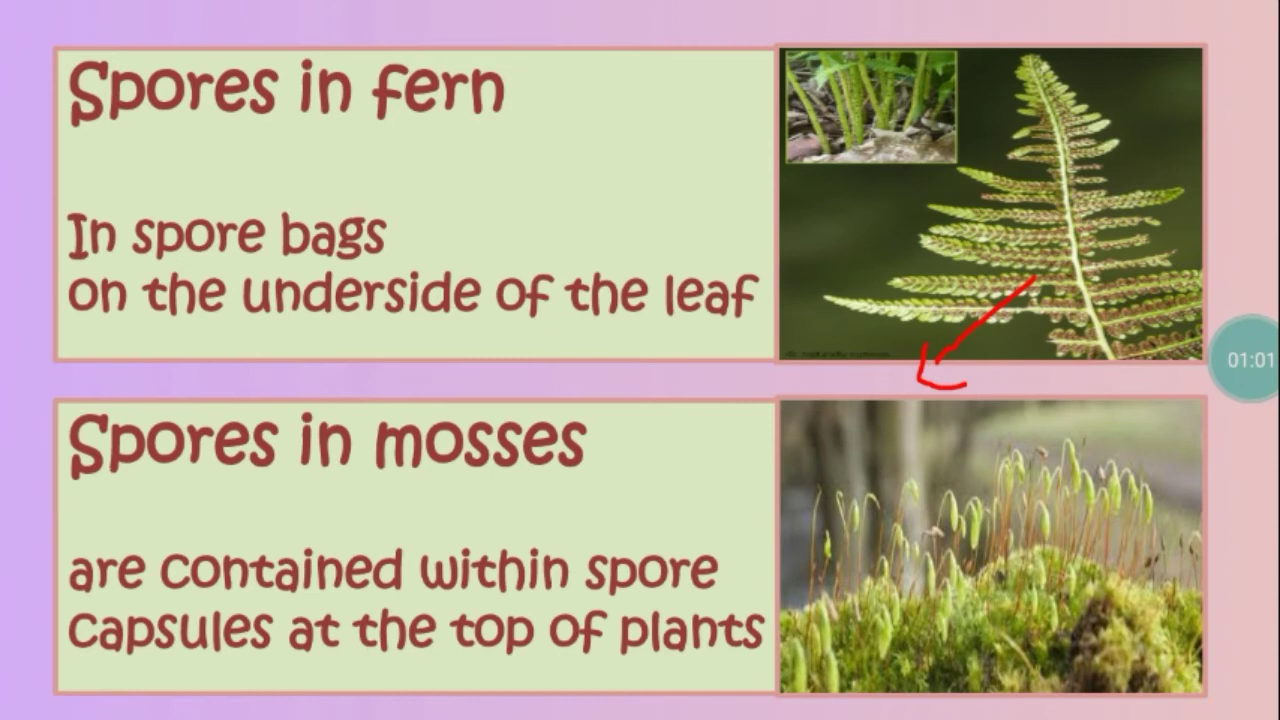 Spores in fern
In spore bags
on the underside of the leaf
01:01
Spores in mosses
are contained within spore
capsules at the top of plants